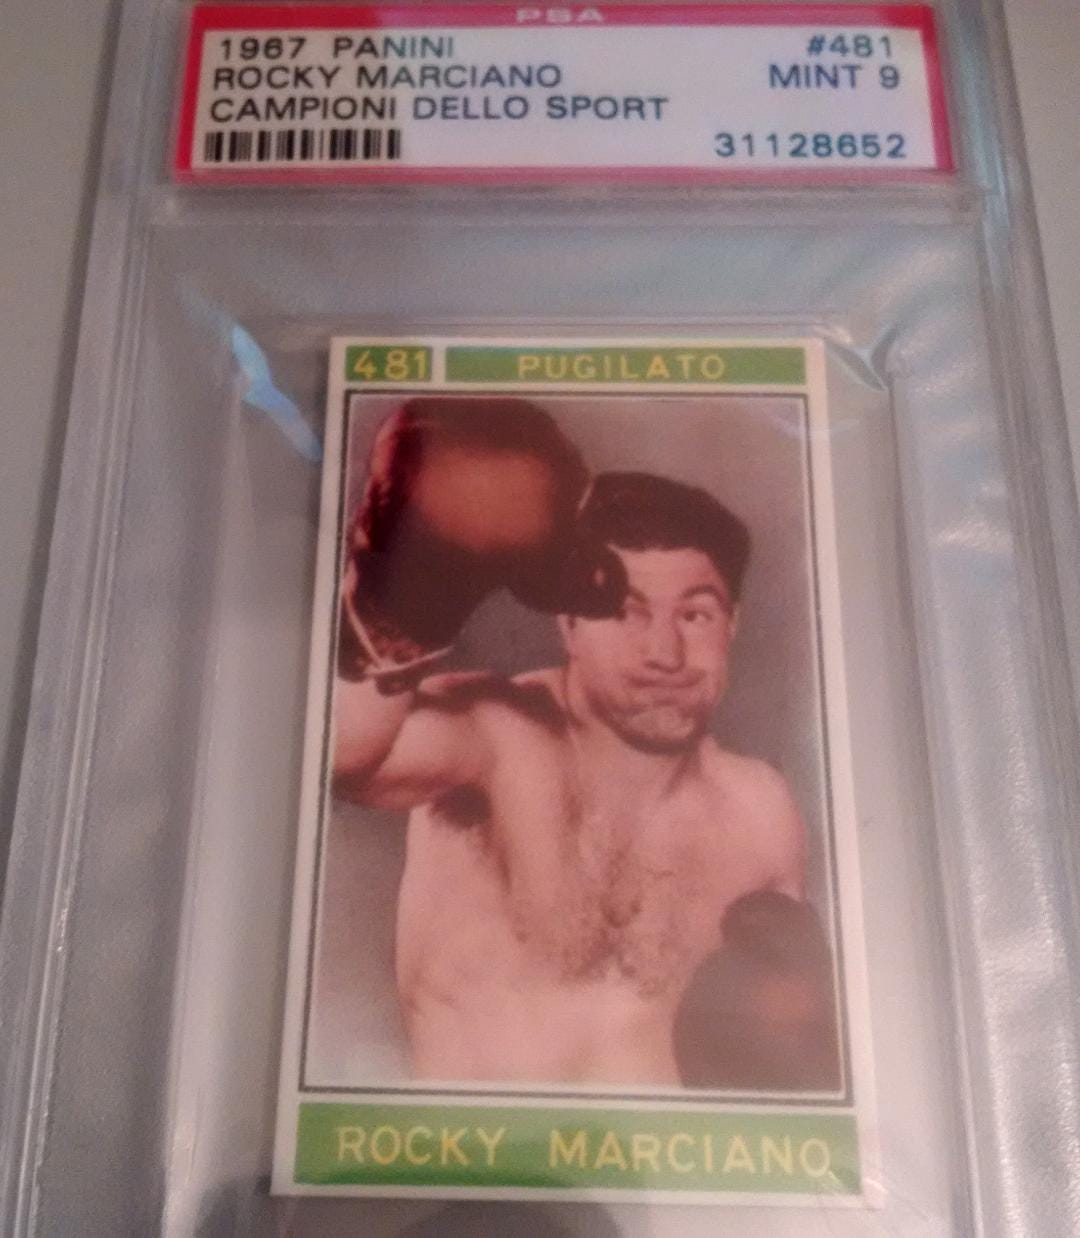 PSA
1967 PANINI #481
ROCKY MARCIANO MINT 9
CAMPIONI DELLO SPORT
31128652
481 PUGILATO
ROCKY MARCIANO